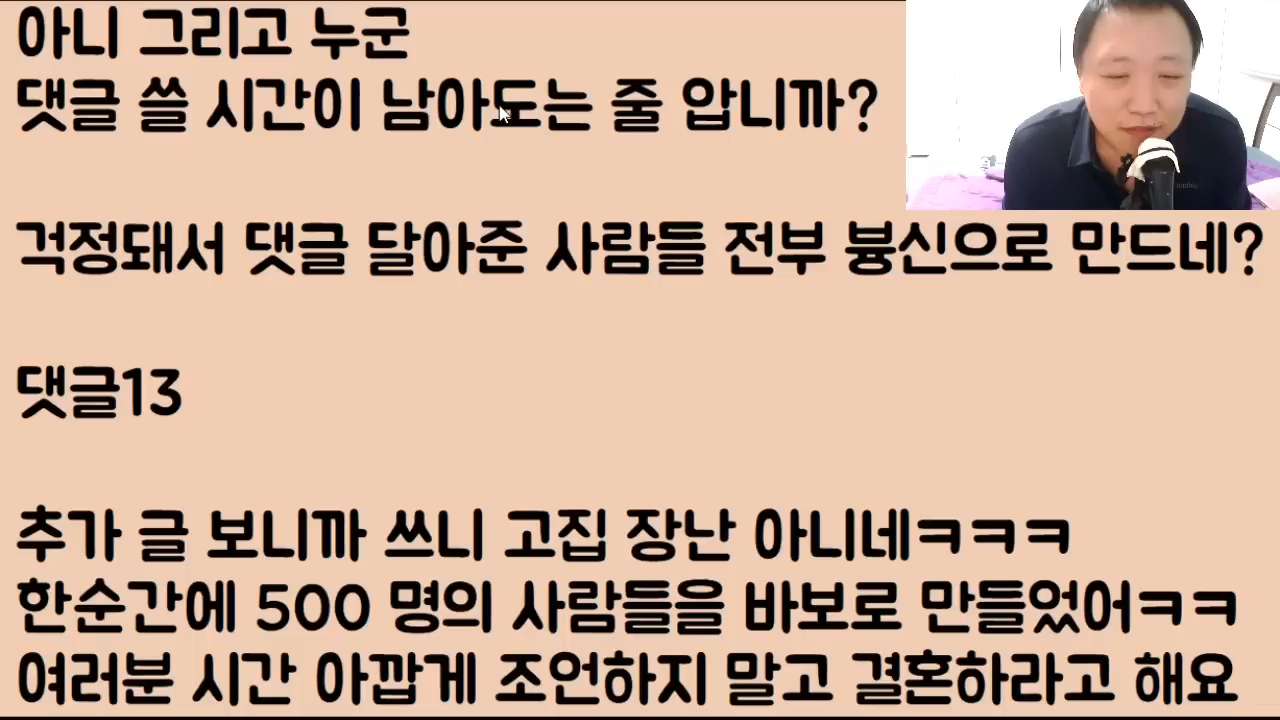 아니 그리고 누군
댓글 쓸 시간이 남아도는 줄 압니까?
걱정돼서 댓글 달아준 사람들 전부 븅신으로 만드네?
댓글13
추가 글 보니까 쓰니 고집 장난 아니네ㅋㅋㅋ
한순간에 500 명의 사람들을 바보로 만들었어ㅋㅋ
여러분 시간 아깝게 조언하지 말고 결혼하라고 해요